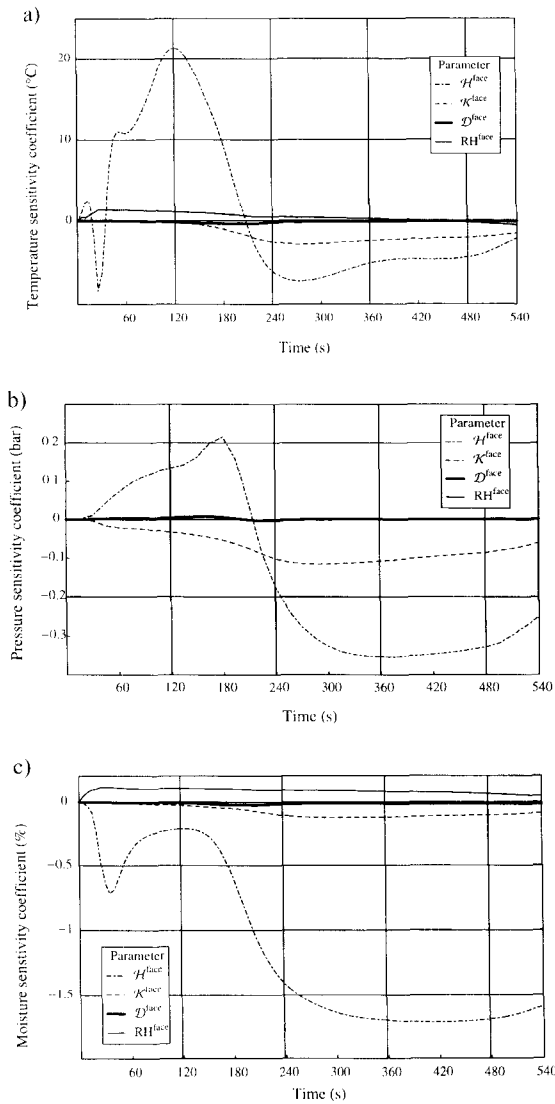 a)
Temperature sensitivity coefficient (°C)
20
10
0
Parameter
ℋ^face
𝒦^face
𝒟^face
RH^face
60 120 180 240 300 360 420 480 540
Time (s)
b)
Pressure sensitivity coefficient (bar)
0.2
0.1
0
-0.1
-0.2
-0.3
Parameter
ℋ^face
𝒦^face
𝒟^face
RH^face
60 120 180 240 300 360 420 480 540
Time (s)
c)
Moisture senstivity coefficient (%)
0
-0.5
-1
-1.5
Parameter
ℋ^face
𝒦^face
𝒟^face
RH^face
60 120 180 240 300 360 420 480 540
Time (s)